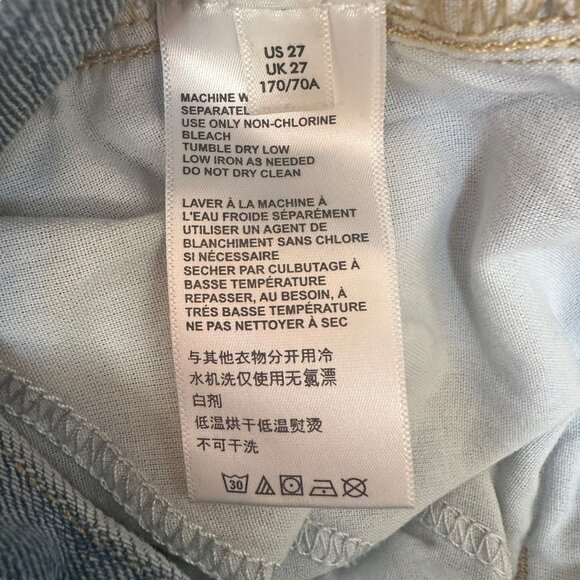 US 27
UK 27
170/70A
MACHINE W
SEPARATEL
USE ONLY NON-CHLORINE
BLEACH
TUMBLE DRY LOW
LOW IRON AS NEEDED
DO NOT DRY CLEAN
LAVER À LA MACHINE À
L'EAU FROIDE SÉPARÉMENT
UTILISER UN AGENT DE
BLANCHIMENT SANS CHLORE
SI NÉCESSAIRE
SECHER PAR CULBUTAGE À
BASSE TEMPÉRATURE
REPASSER, AU BESOIN, À
TRÉS BASSE TEMPÉRATURE
NE PAS NETTOYER À SEC
与其他衣物分开用冷
水机洗仅使用无氯漂
白剂
低温烘干低温熨烫
不可干洗
30